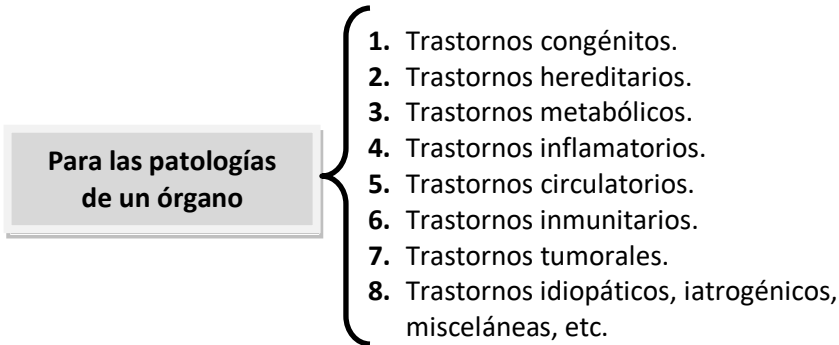 Para las patologías
de un órgano
1. Trastornos congénitos.
2. Trastornos hereditarios.
3. Trastornos metabólicos.
4. Trastornos inflamatorios.
5. Trastornos circulatorios.
6. Trastornos inmunitarios.
7. Trastornos tumorales.
8. Trastornos idiopáticos, iatrogénicos,
misceláneas, etc.